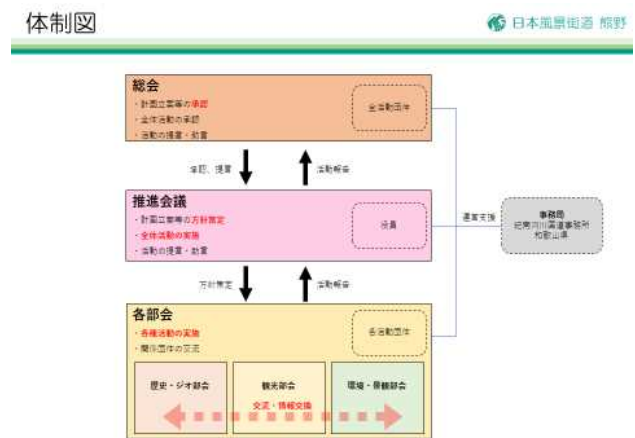 体制図
日本風景街道 熊野
総会
・計画立案等の承認
・全体活動の承認
・活動の提言・助言
全活動団体
承認、提言
活動報告
推進会議
・計画立案等の方針策定
・全体活動の実施
・活動の提言・助言
役員
運営支援
事務局
紀南河川国道事務所
和歌山県
方針策定
活動報告
各部会
・各種活動の実施
・関係団体の交流
各活動団体
歴史・ジオ部会
観光部会
環境・景観部会
交流・情報交換